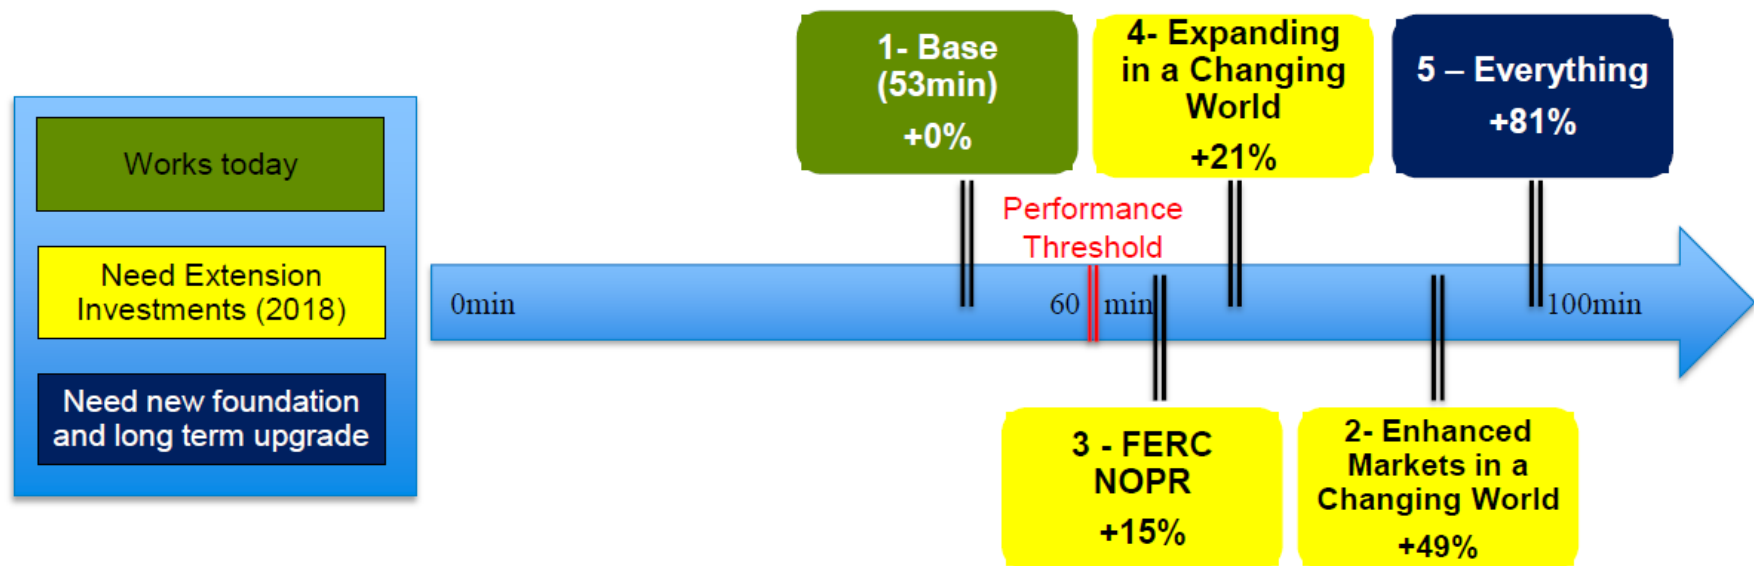 Works today
Need Extension
Investments (2018)
Need new foundation
and long term upgrade
1- Base
(53min)
+0%
4- Expanding
in a Changing
World
+21%
5 – Everything
+81%
Performance
Threshold
0min
60 min
100min
3 - FERC
NOPR
+15%
2- Enhanced
Markets in a
Changing World
+49%